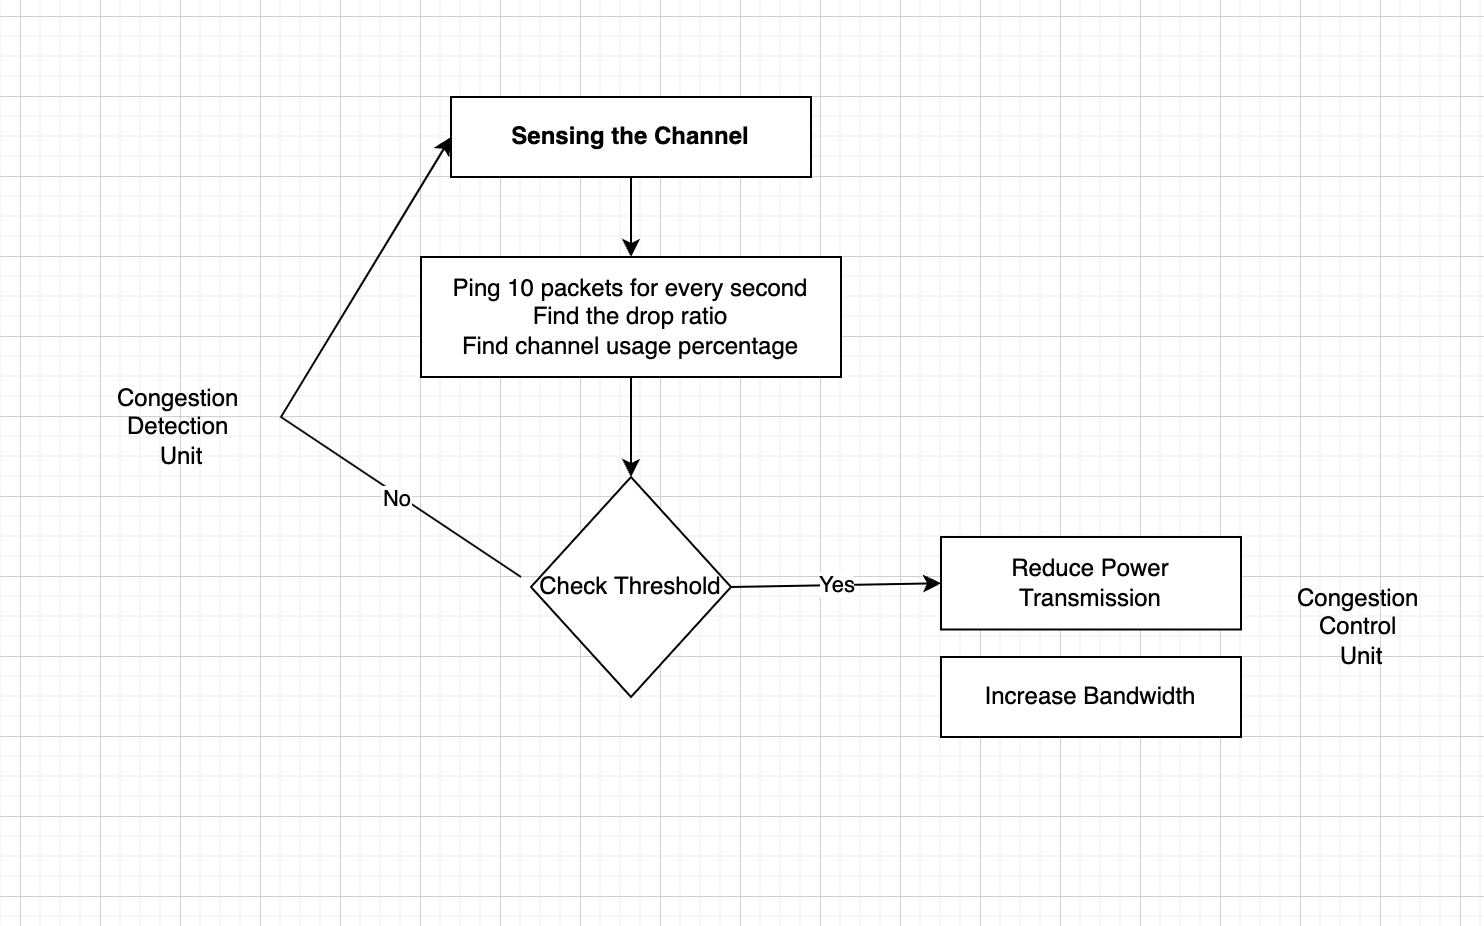 Sensing the Channel
Ping 10 packets for every second
Find the drop ratio
Find channel usage percentage
Congestion
Detection
Unit
No
Check Threshold
Yes
Reduce Power
Transmission
Increase Bandwidth
Congestion
Control
Unit